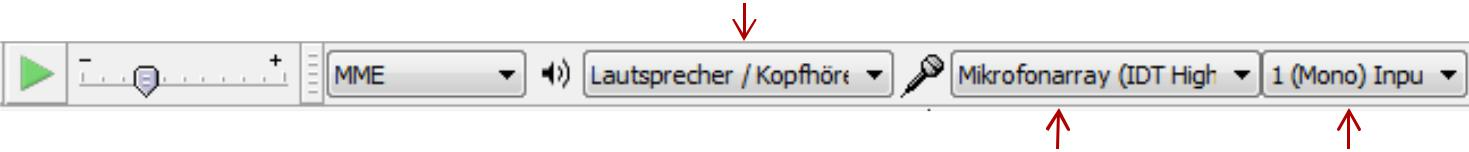 - + MME Lautsprecher / Kopfhöre Mikrofonarray (IDT High 1 (Mono) Inpu